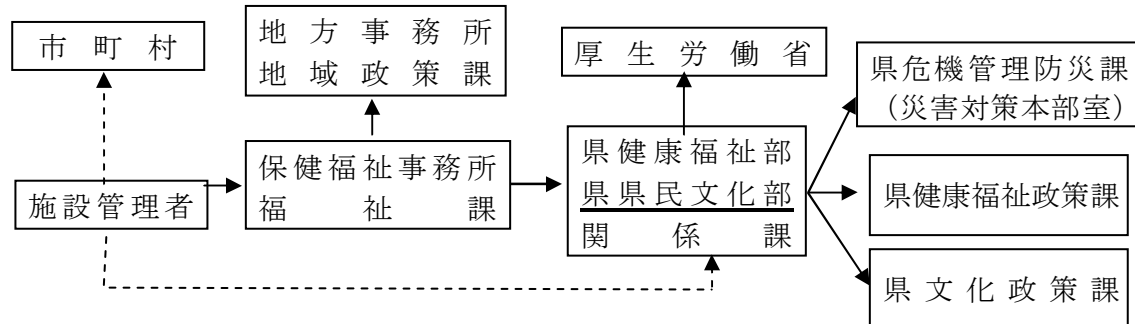 市町村
地方事務所
地域政策課
厚生労働省
県危機管理防災課
（災害対策本部室）
施設管理者
保健福祉事務所
福祉課
県健康福祉部
県県民文化部
関係課
県健康福祉政策課
県文化政策課